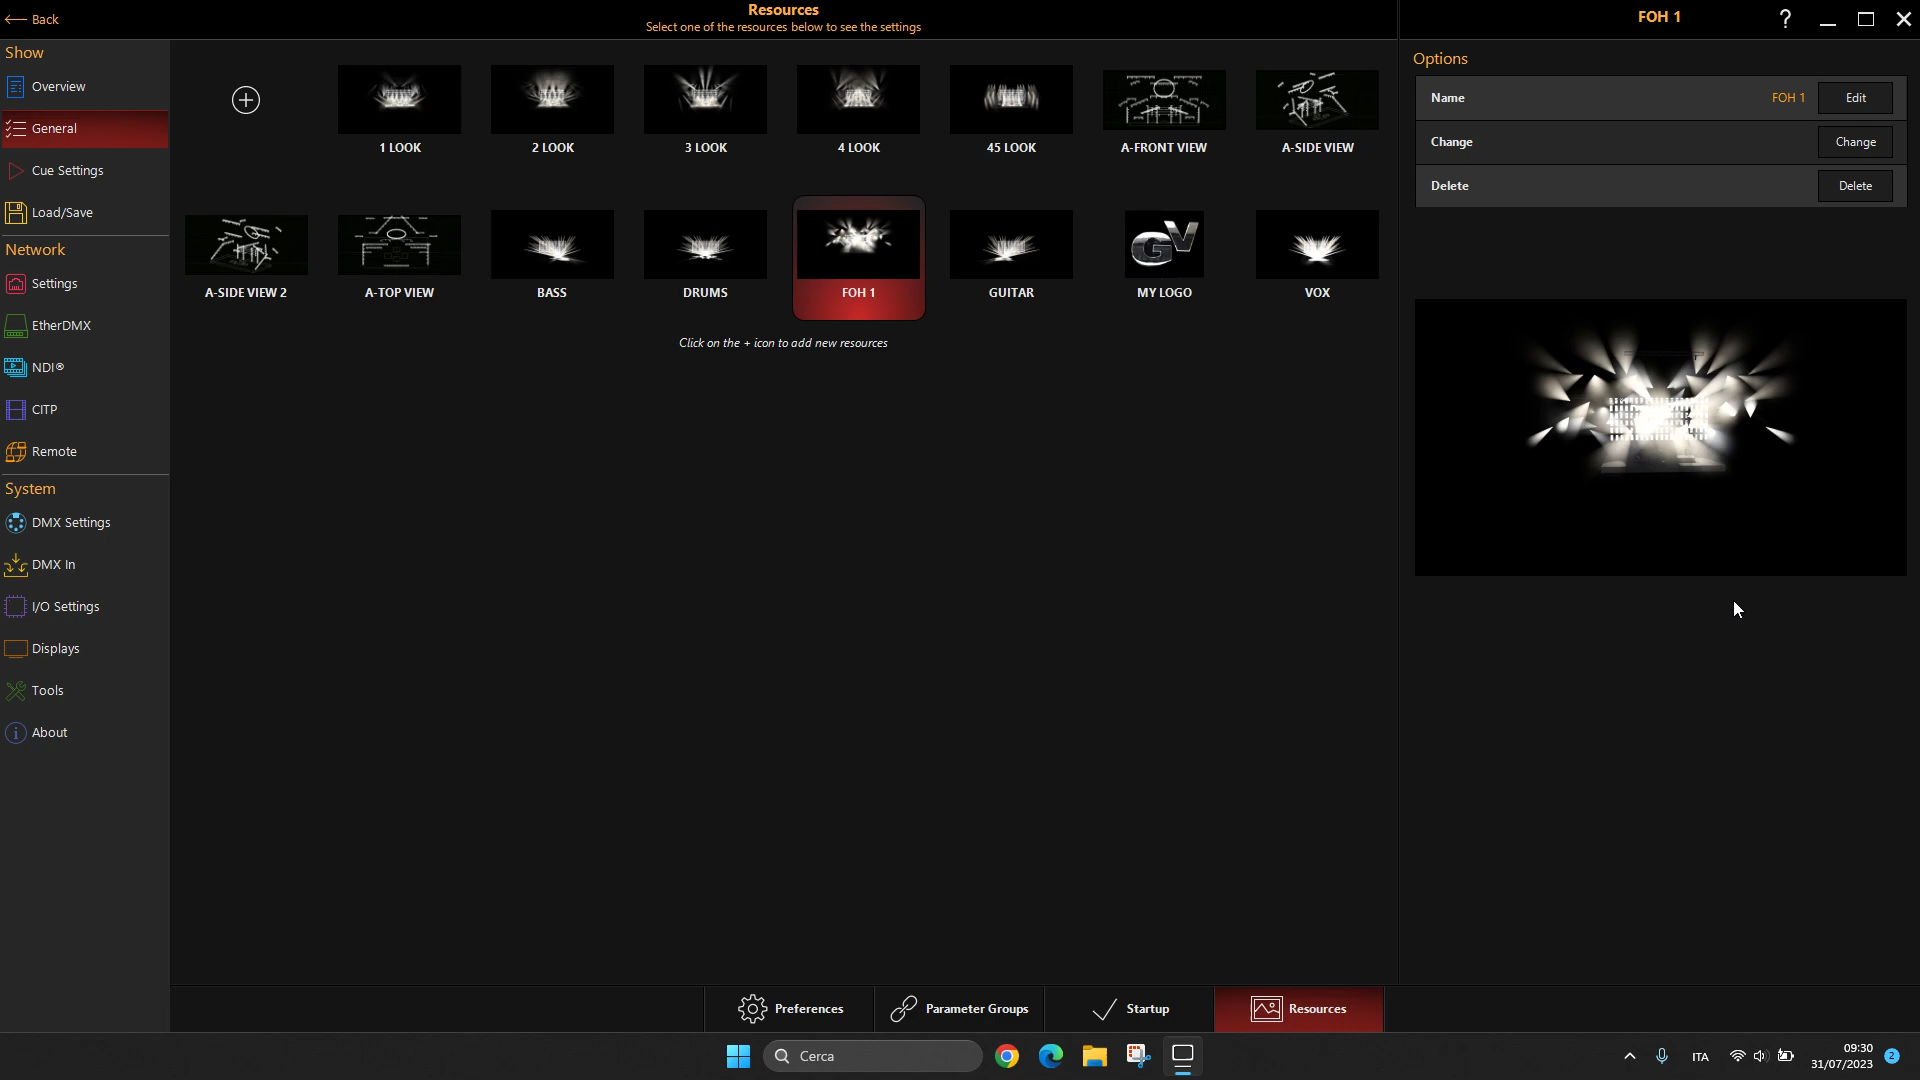 Back
Resources
Select one of the resources below to see the settings
FOH 1
?
Show
Overview
General
Cue Settings
Load/Save
Network
Settings
EtherDMX
NDI®
CITP
Remote
System
DMX Settings
DMX In
I/O Settings
Displays
Tools
About
1 LOOK
2 LOOK
3 LOOK
4 LOOK
45 LOOK
A-FRONT VIEW
A-SIDE VIEW
GV
A-SIDE VIEW 2
A-TOP VIEW
BASS
DRUMS
FOH 1
GUITAR
MY LOGO
VOX
Click on the + icon to add new resources
Options
Name FOH 1 Edit
Change Change
Delete Delete
Preferences
Parameter Groups
Startup
Resources
Cerca
ITA
09:30
31/07/2023
2